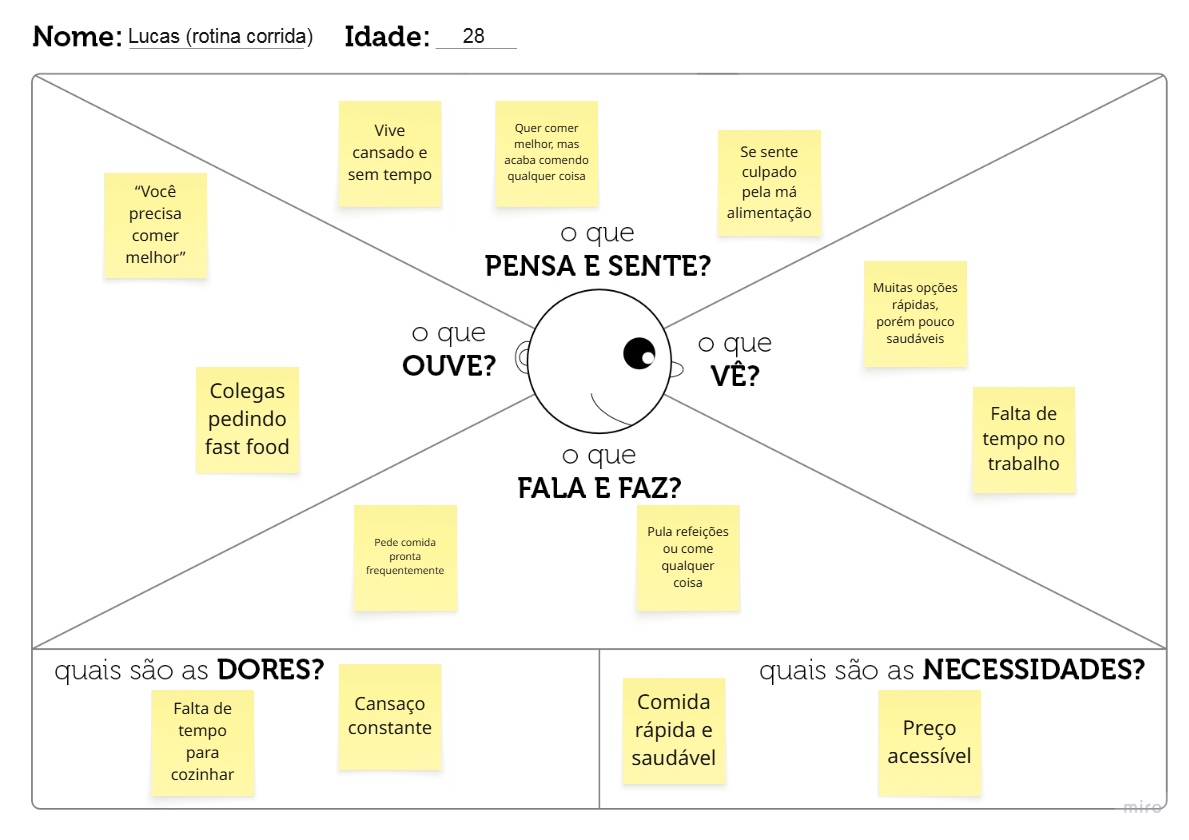 Nome: Lucas (rotina corrida) Idade: 28
Vive
cansado e
sem tempo
Quer comer
melhor, mas
acaba comendo
qualquer coisa
Se sente
culpado
pela má
alimentação
o que
PENSA E SENTE?
“Você
precisa
comer
melhor”
o que
OUVE?
Colegas
pedindo
fast food
o que
VÊ?
Muitas opções
rápidas,
porém pouco
saudáveis
Falta de
tempo no
trabalho
o que
FALA E FAZ?
Pede comida
pronta
frequentemente
Pula refeições
ou come
qualquer
coisa
quais são as DORES?
Falta de
tempo
para
cozinhar
Cansaço
constante
quais são as NECESSIDADES?
Comida
rápida e
saudável
Preço
acessível
miro